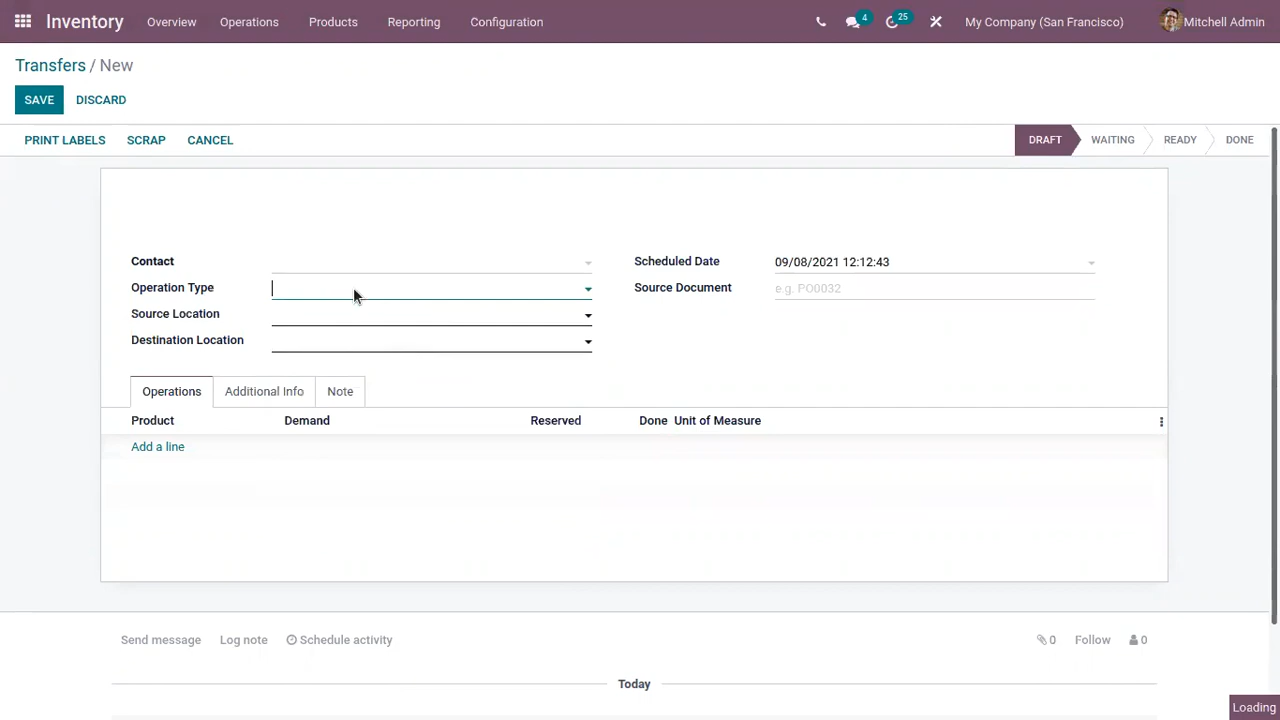 Inventory Overview Operations Products Reporting Configuration 4 25 My Company (San Francisco) Mitchell Admin
Transfers / New
SAVE DISCARD
PRINT LABELS SCRAP CANCEL DRAFT WAITING READY DONE
Contact Scheduled Date 09/08/2021 12:12:43
Operation Type Source Document e.g. PO0032
Source Location
Destination Location
Operations Additional Info Note
Product Demand Reserved Done Unit of Measure
Add a line
Send message Log note Schedule activity 0 Follow 0
Today
Loading